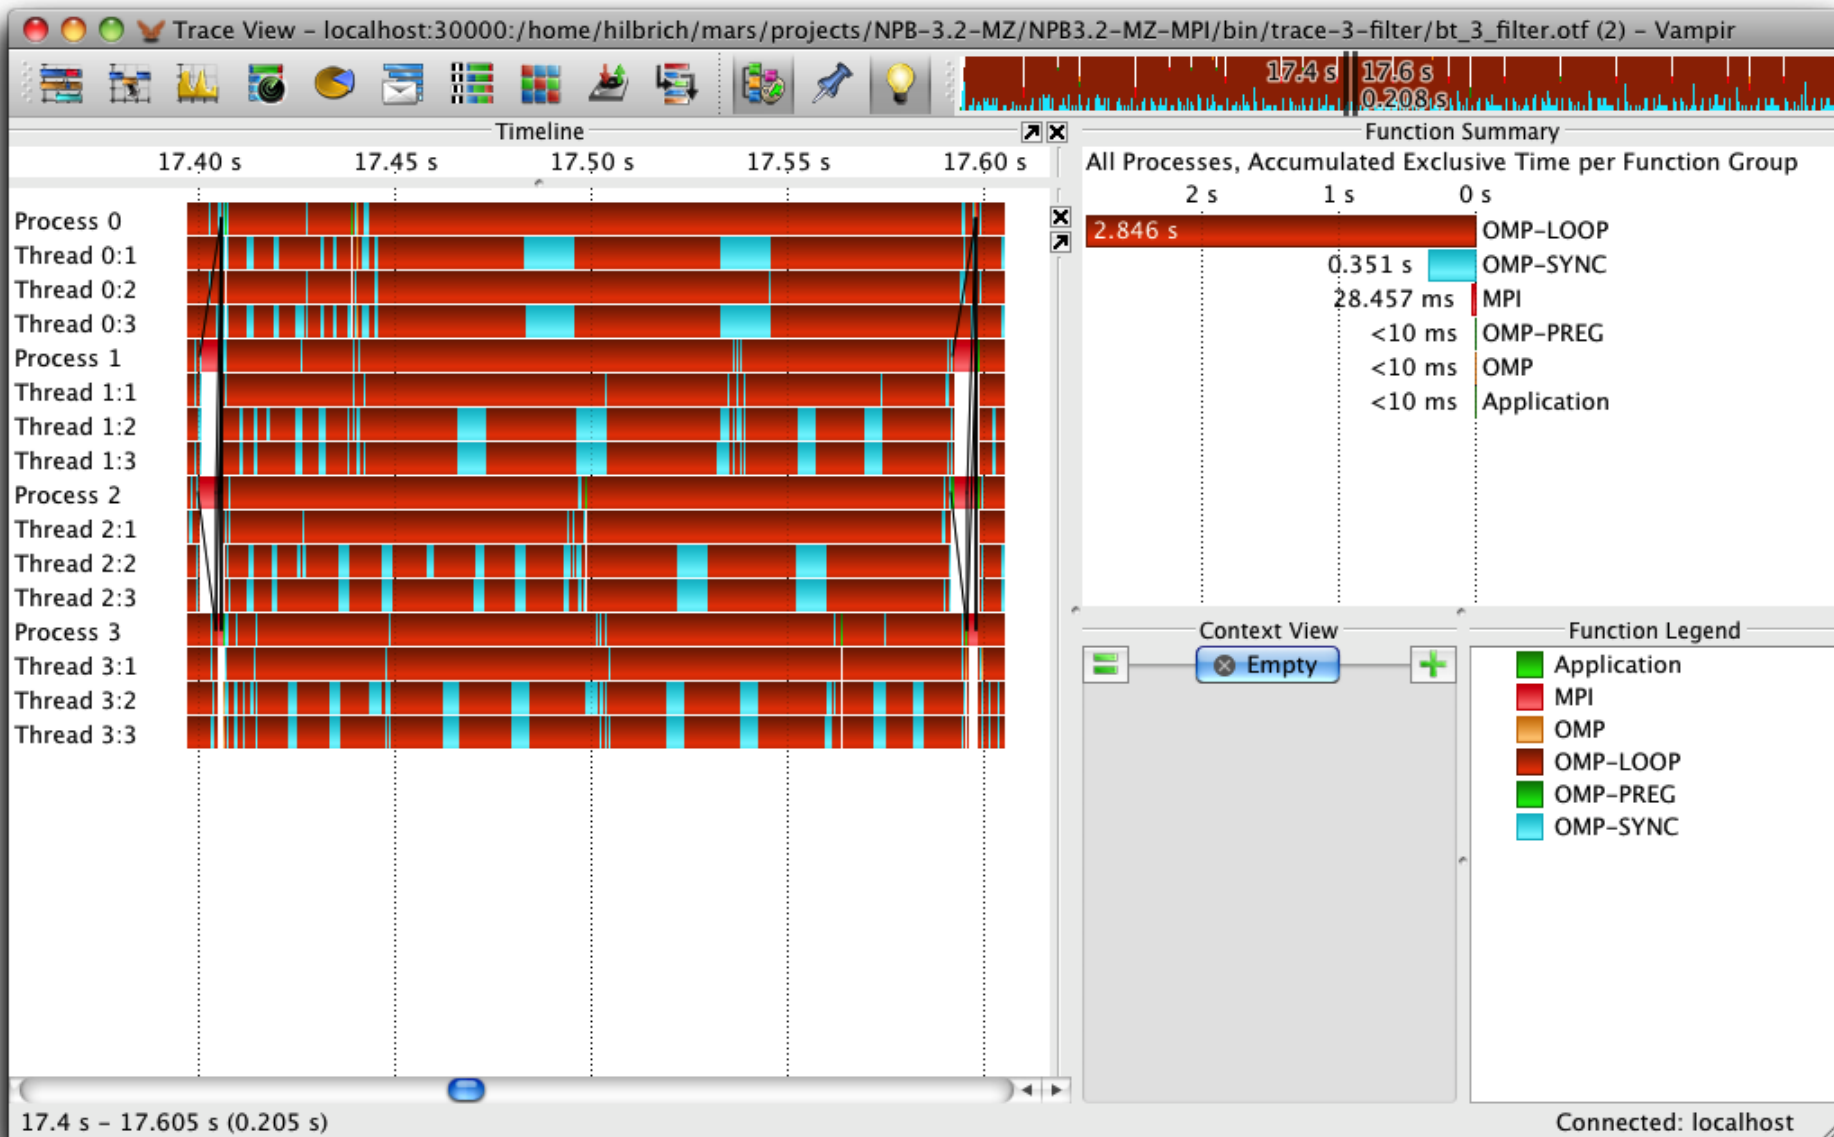 Trace View – localhost:30000:/home/hilbrich/mars/projects/NPB-3.2-MZ/NPB3.2-MZ-MPI/bin/trace-3-filter/bt_3_filter.otf (2) – Vampir
17.4 s 17.6 s
0.208 s
Timeline
17.40 s 17.45 s 17.50 s 17.55 s 17.60 s
Process 0
Thread 0:1
Thread 0:2
Thread 0:3
Process 1
Thread 1:1
Thread 1:2
Thread 1:3
Process 2
Thread 2:1
Thread 2:2
Thread 2:3
Process 3
Thread 3:1
Thread 3:2
Thread 3:3
Function Summary
All Processes, Accumulated Exclusive Time per Function Group
2 s 1 s 0 s
2.846 s OMP-LOOP
0.351 s OMP-SYNC
28.457 ms MPI
<10 ms OMP-PREG
<10 ms OMP
<10 ms Application
Context View
Empty
Function Legend
Application
MPI
OMP
OMP-LOOP
OMP-PREG
OMP-SYNC
17.4 s – 17.605 s (0.205 s)
Connected: localhost